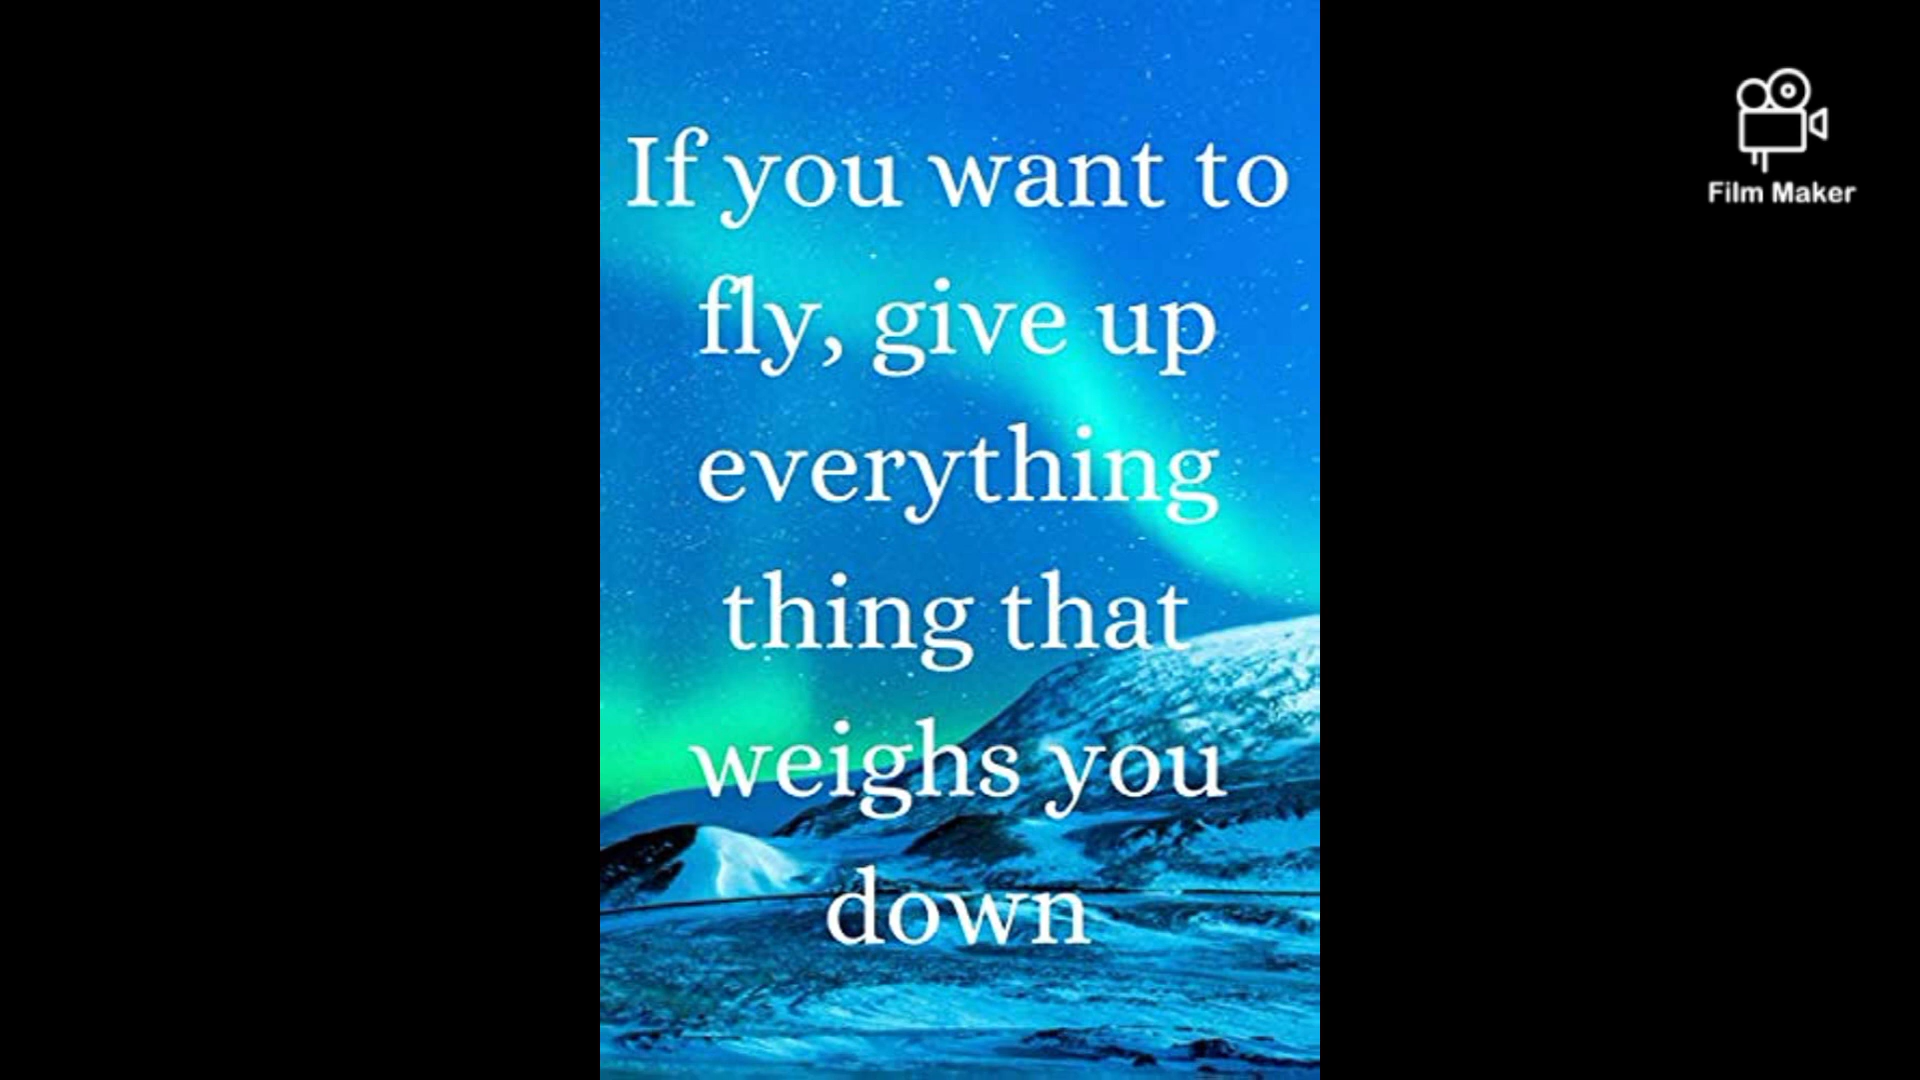 If you want to
fly, give up
everything
thing that
weighs you
down
Film Maker